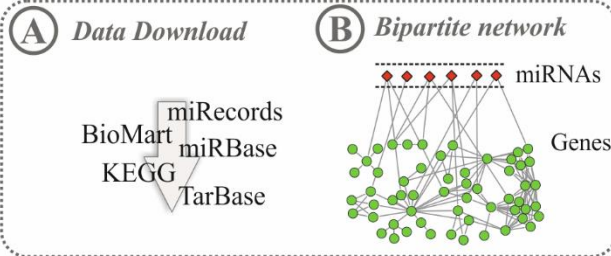 A Data Download
miRecords
BioMart
miRBase
KEGG
TarBase
B Bipartite network
miRNAs
Genes